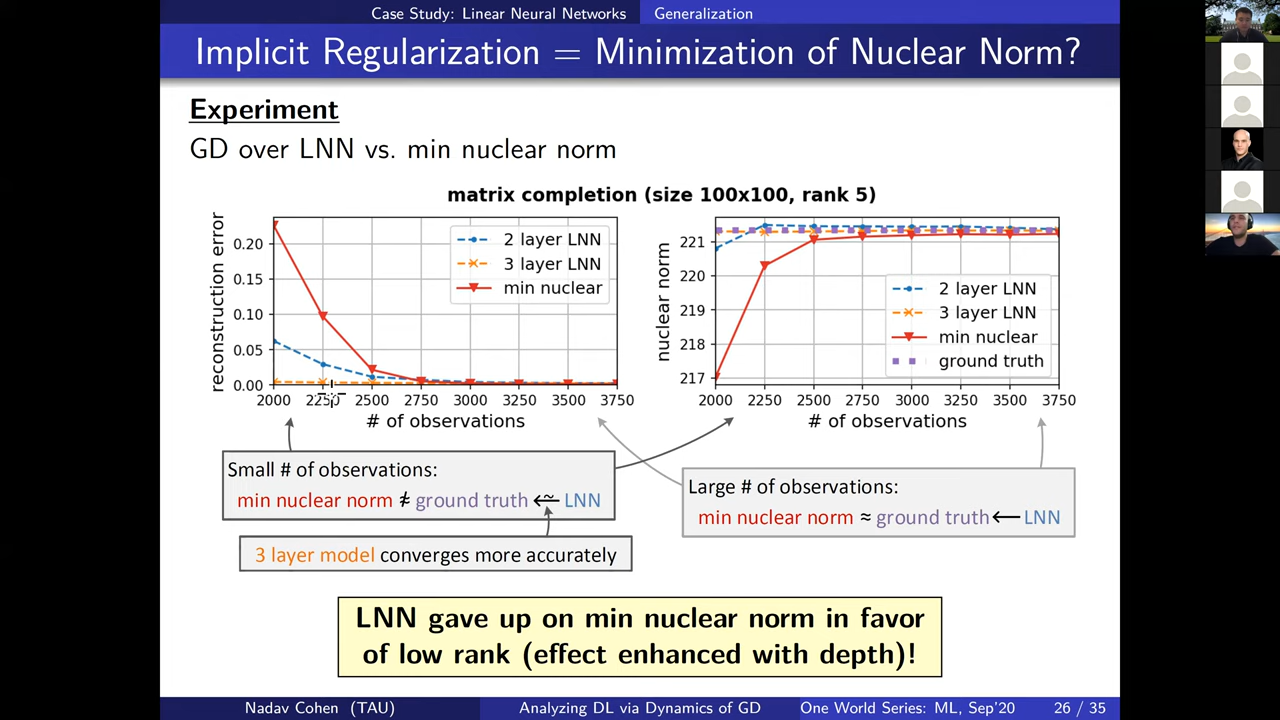 Case Study: Linear Neural Networks Generalization
Implicit Regularization = Minimization of Nuclear Norm?
Experiment
GD over LNN vs. min nuclear norm
matrix completion (size 100x100, rank 5)
reconstruction error
0.20
0.15
0.10
0.05
0.00
2 layer LNN
3 layer LNN
min nuclear
2000 2250 2500 2750 3000 3250 3500 3750
# of observations
nuclear norm
221
220
219
218
217
2 layer LNN
3 layer LNN
min nuclear
ground truth
2000 2250 2500 2750 3000 3250 3500 3750
# of observations
Small # of observations:
min nuclear norm ≉ ground truth ⟵~ LNN
Large # of observations:
min nuclear norm ≈ ground truth ⟵ LNN
3 layer model converges more accurately
LNN gave up on min nuclear norm in favor
of low rank (effect enhanced with depth)!
Nadav Cohen (TAU) Analyzing DL via Dynamics of GD One World Series: ML, Sep'20 26 / 35